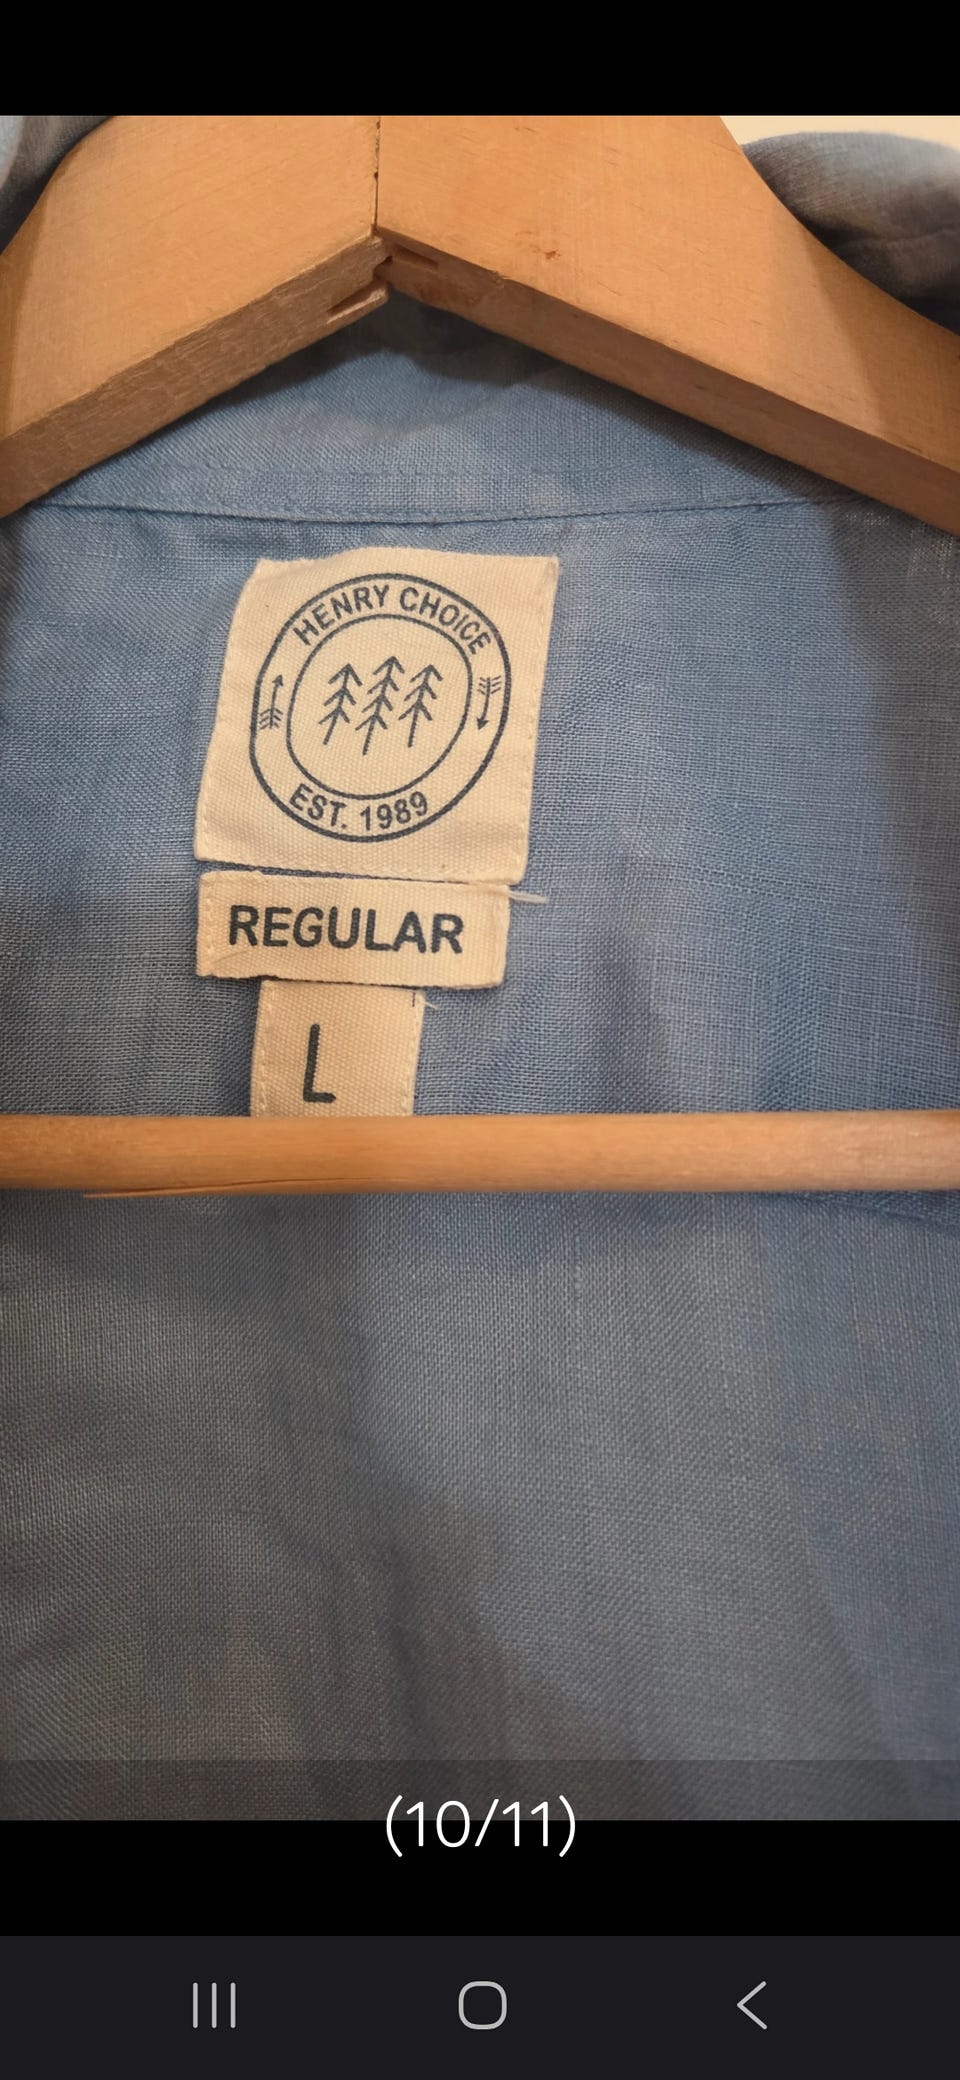 HENRY CHOICE
EST. 1989
REGULAR
L
(10/11)